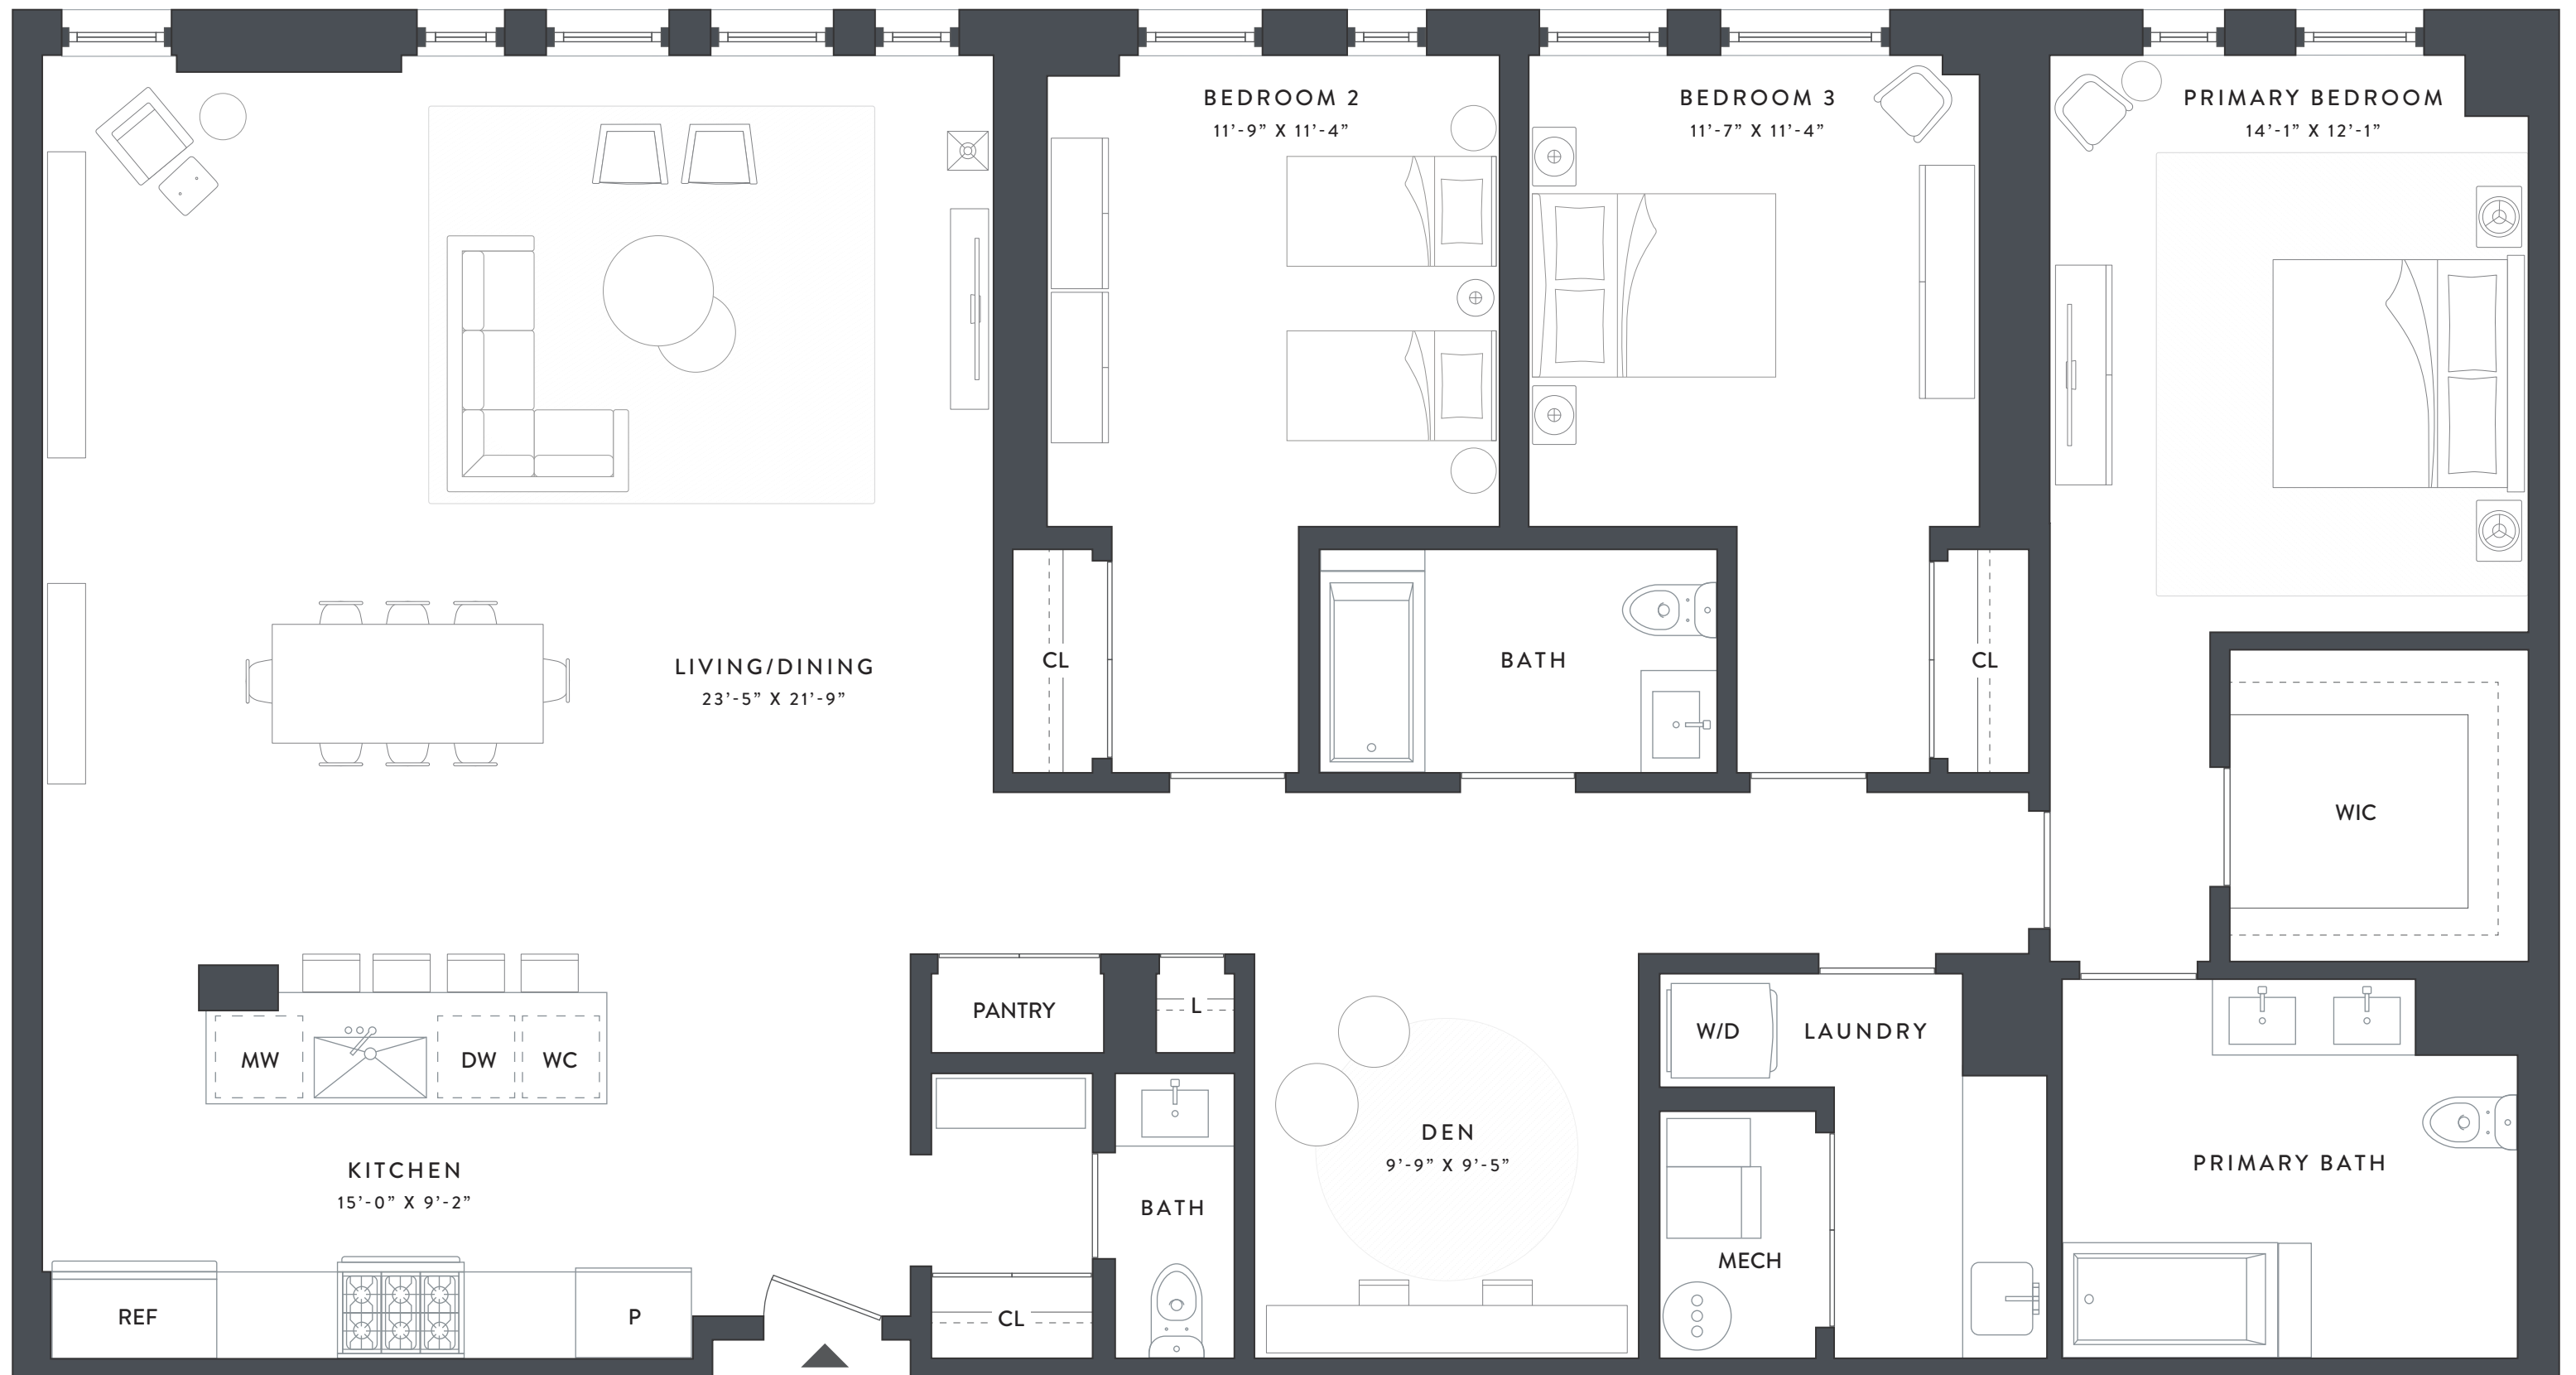 BEDROOM 2
11’-9” X 11’-4”
BEDROOM 3
11’-7” X 11’-4”
PRIMARY BEDROOM
14’-1” X 12’-1”
LIVING/DINING
23’-5” X 21’-9”
CL
BATH
CL
WIC
PANTRY
L
W/D
LAUNDRY
MW
DW
WC
DEN
9’-9” X 9’-5”
KITCHEN
15’-0” X 9’-2”
BATH
PRIMARY BATH
MECH
REF
P
CL